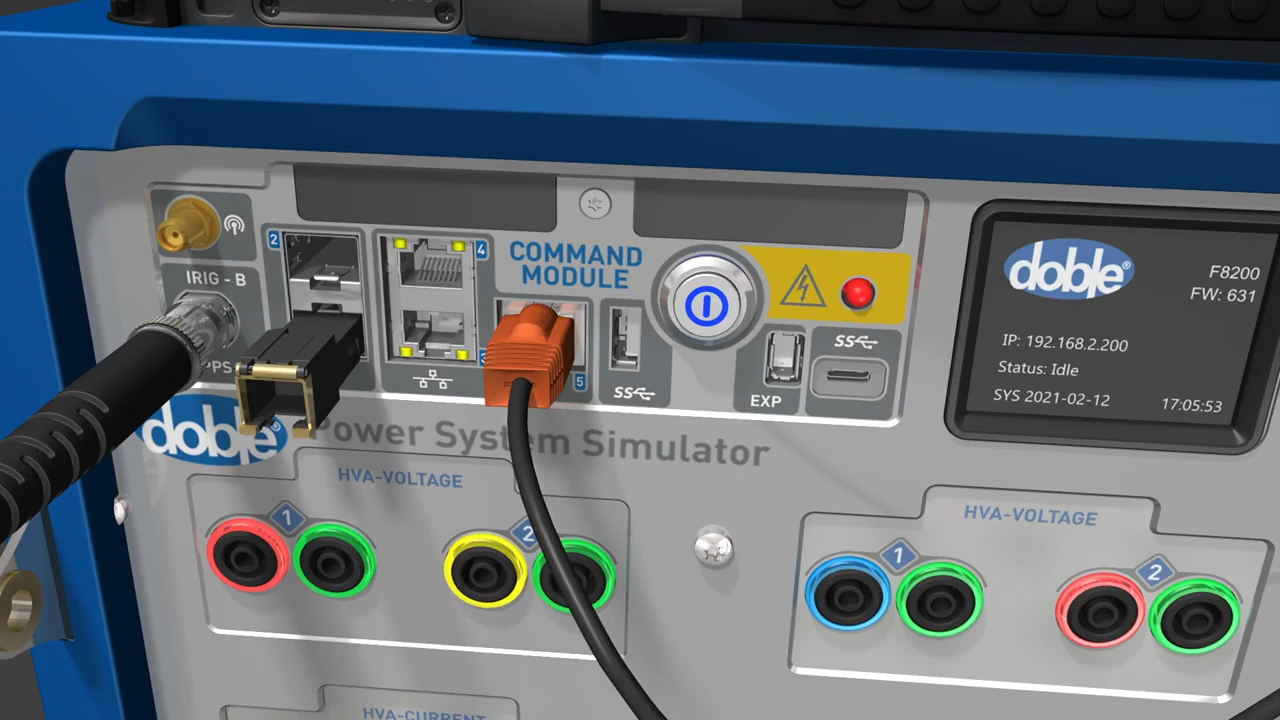 IRIG - B
PPS
2
4
3
5
COMMAND
MODULE
EXP
SS
SS
doble®
F8200
FW: 631
IP: 192.168.2.200
Status: Idle
SYS 2021-02-12 17:05:53
doble
Power System Simulator
HVA-VOLTAGE
1
2
HVA-VOLTAGE
1
2
HVA-CURRENT